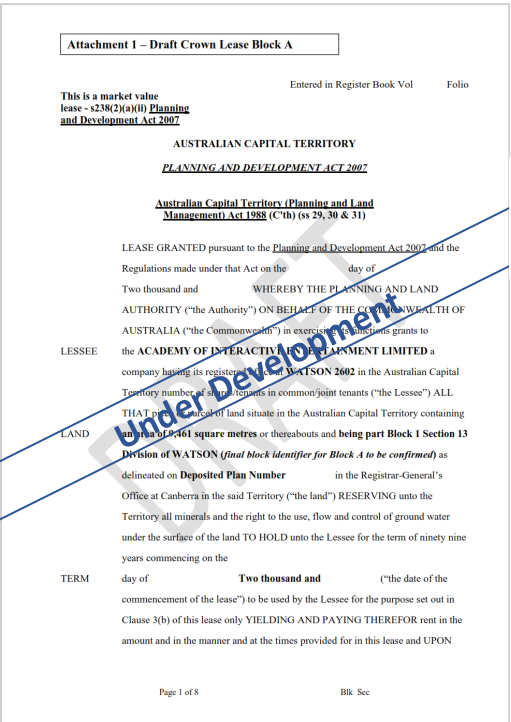 Attachment 1 – Draft Crown Lease Block A
Entered in Register Book Vol Folio
This is a market value
lease - s238(2)(a)(ii) Planning
and Development Act 2007
AUSTRALIAN CAPITAL TERRITORY
PLANNING AND DEVELOPMENT ACT 2007
Australian Capital Territory (Planning and Land
Management) Act 1988 (C'th) (ss 29, 30 & 31)
LEASE GRANTED pursuant to the Planning and Development Act 2007 and the
Regulations made under that Act on the day of
Two thousand and WHEREBY THE PLANNING AND LAND
AUTHORITY ("the Authority") ON BEHALF OF THE COMMONWEALTH OF
AUSTRALIA ("the Commonwealth") in exercising its functions grants to
LESSEE the ACADEMY OF INTERACTIVE ENTERTAINMENT LIMITED a
company having its registered office at WATSON 2602 in the Australian Capital
Territory number of shares/tenants in common/joint tenants ("the Lessee") ALL
THAT piece or parcel of land situate in the Australian Capital Territory containing
LAND an area of 9,461 square metres or thereabouts and being part Block 1 Section 13
Division of WATSON (final block identifier for Block A to be confirmed) as
delineated on Deposited Plan Number in the Registrar-General's
Office at Canberra in the said Territory ("the land") RESERVING unto the
Territory all minerals and the right to the use, flow and control of ground water
under the surface of the land TO HOLD unto the Lessee for the term of ninety nine
years commencing on the
TERM day of Two thousand and ("the date of the
commencement of the lease") to be used by the Lessee for the purpose set out in
Clause 3(b) of this lease only YIELDING AND PAYING THEREFOR rent in the
amount and in the manner and at the times provided for in this lease and UPON
Page 1 of 8 Blk Sec
DRAFT
Under Development